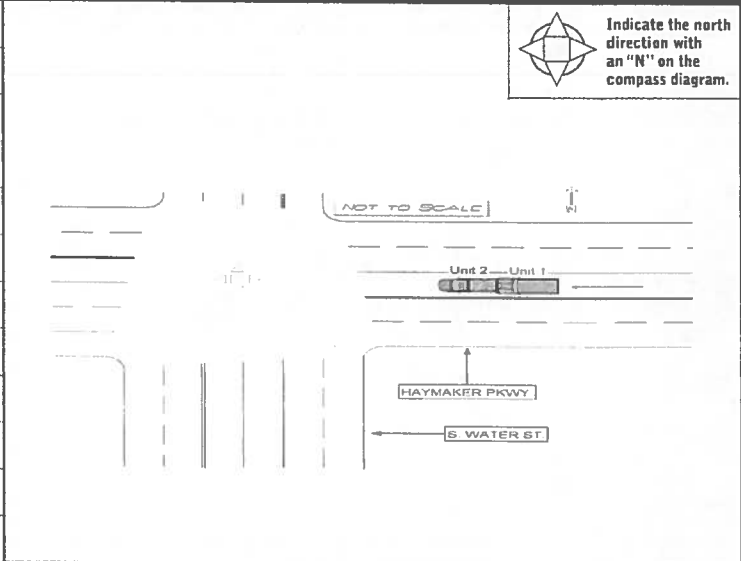 Indicate the north
direction with
an "N" on the
compass diagram.
NOT TO SCALE
N
Unit 2 Unit 1
HAYMAKER PKWY
S. WATER ST.